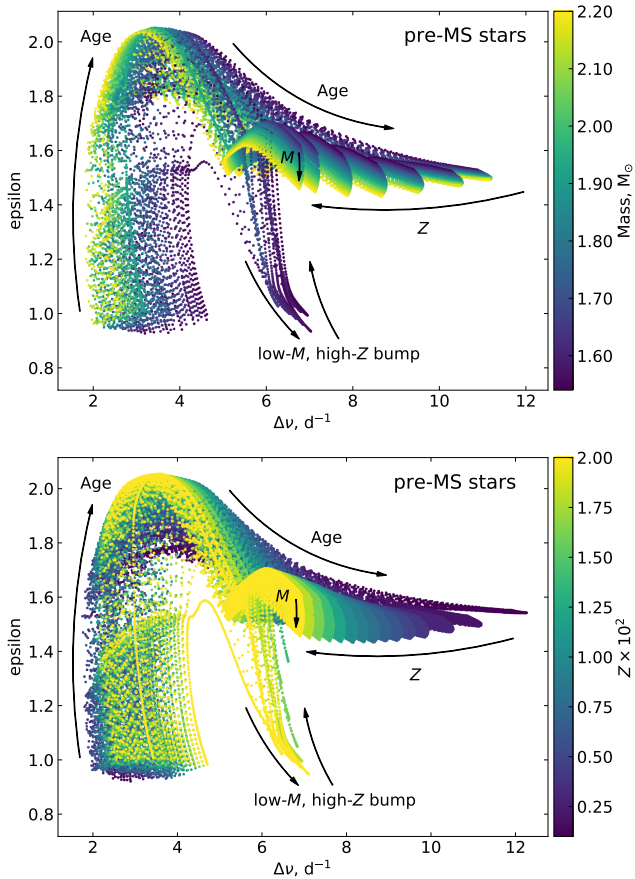 pre-MS stars
Age
Age
M
Z
low-M, high-Z bump
epsilon
2.0
1.8
1.6
1.4
1.2
1.0
0.8
2
4
6
8
10
12
Δν, d⁻¹
2.20
2.10
2.00
1.90
1.80
1.70
1.60
Mass, M⊙
pre-MS stars
Age
Age
M
Z
low-M, high-Z bump
epsilon
2.0
1.8
1.6
1.4
1.2
1.0
0.8
2
4
6
8
10
12
Δν, d⁻¹
2.00
1.75
1.50
1.25
1.00
0.75
0.50
0.25
Z × 10²